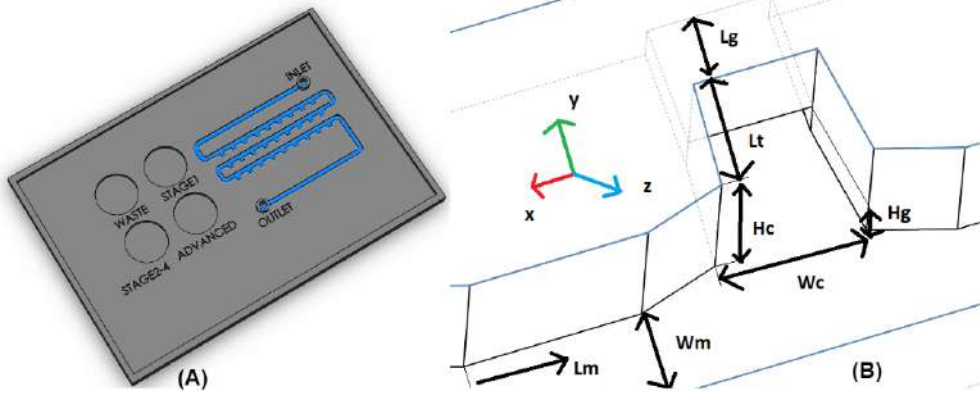 INLET
STAGE1
WASTE
OUTLET
ADVANCED
STAGE2-4
(A)
Lg
y
Lt
x
z
Hc
Hg
Wc
Wm
Lm
(B)